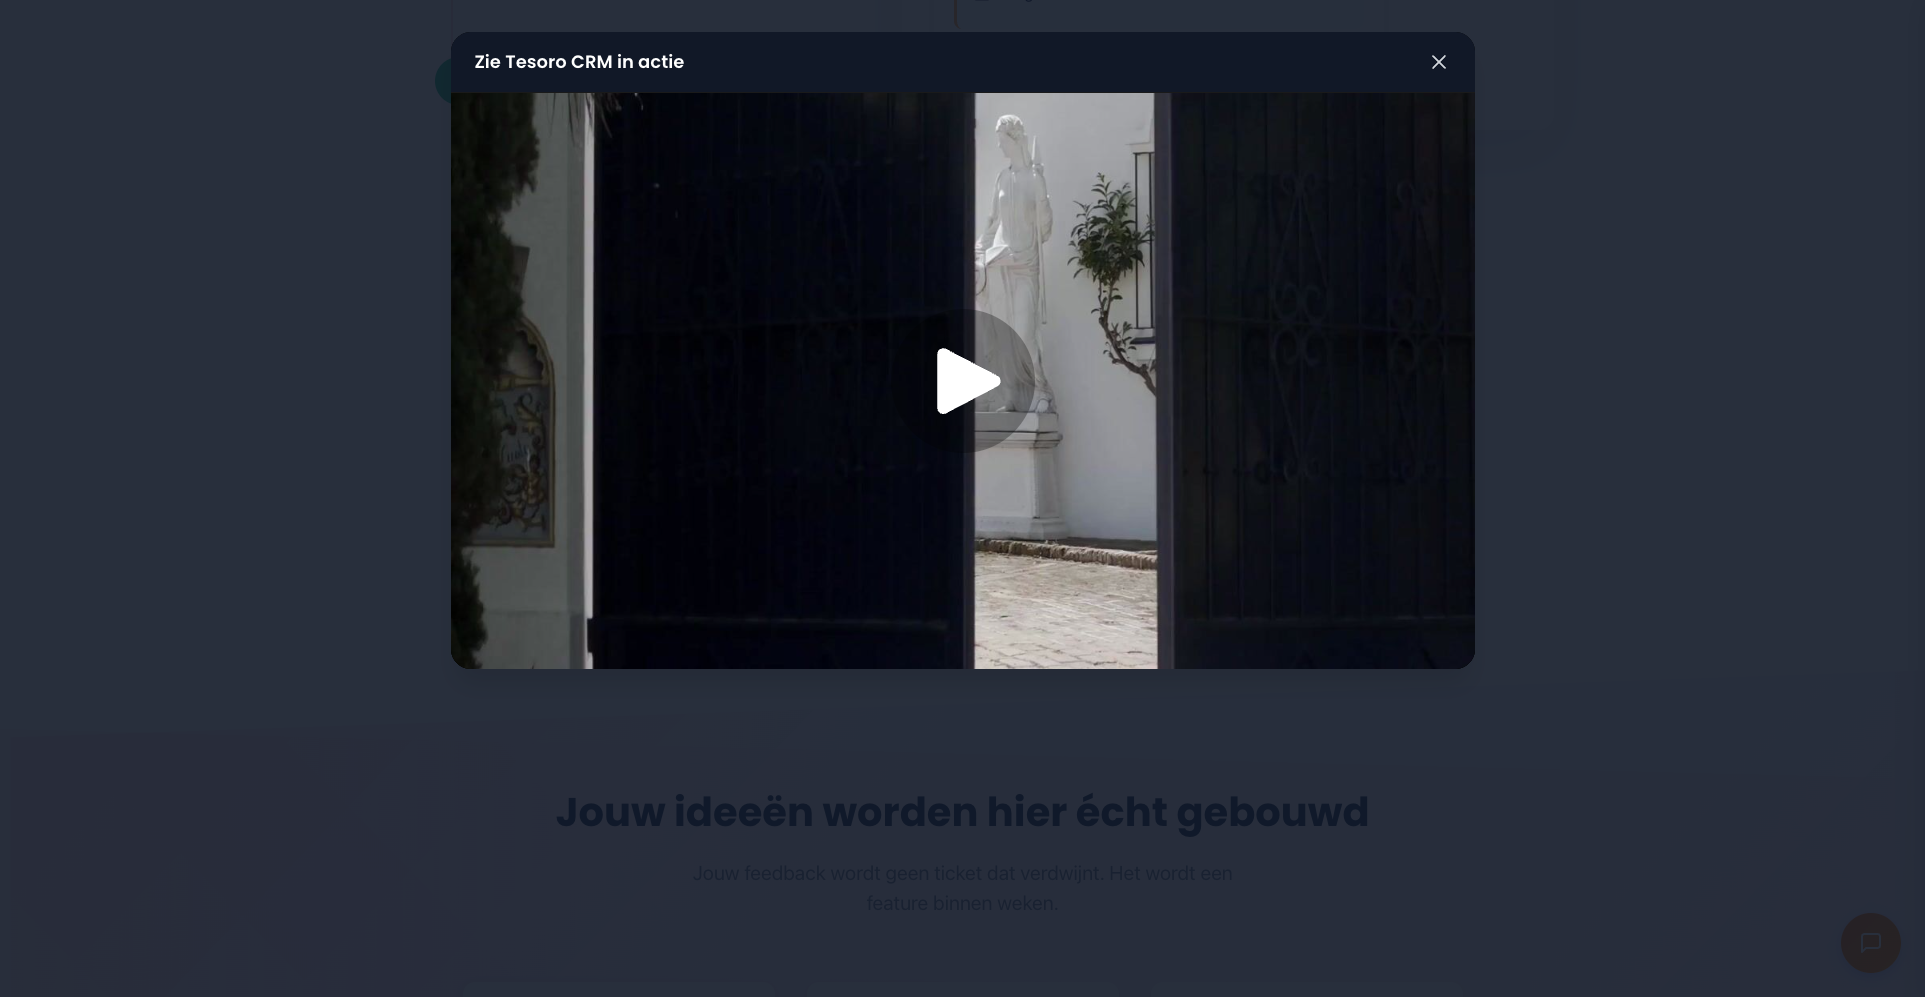 Zie Tesoro CRM in actie
Jouw ideeën worden hier écht gebouwd
Jouw feedback wordt geen ticket dat verdwijnt. Het wordt een
feature binnen weken.